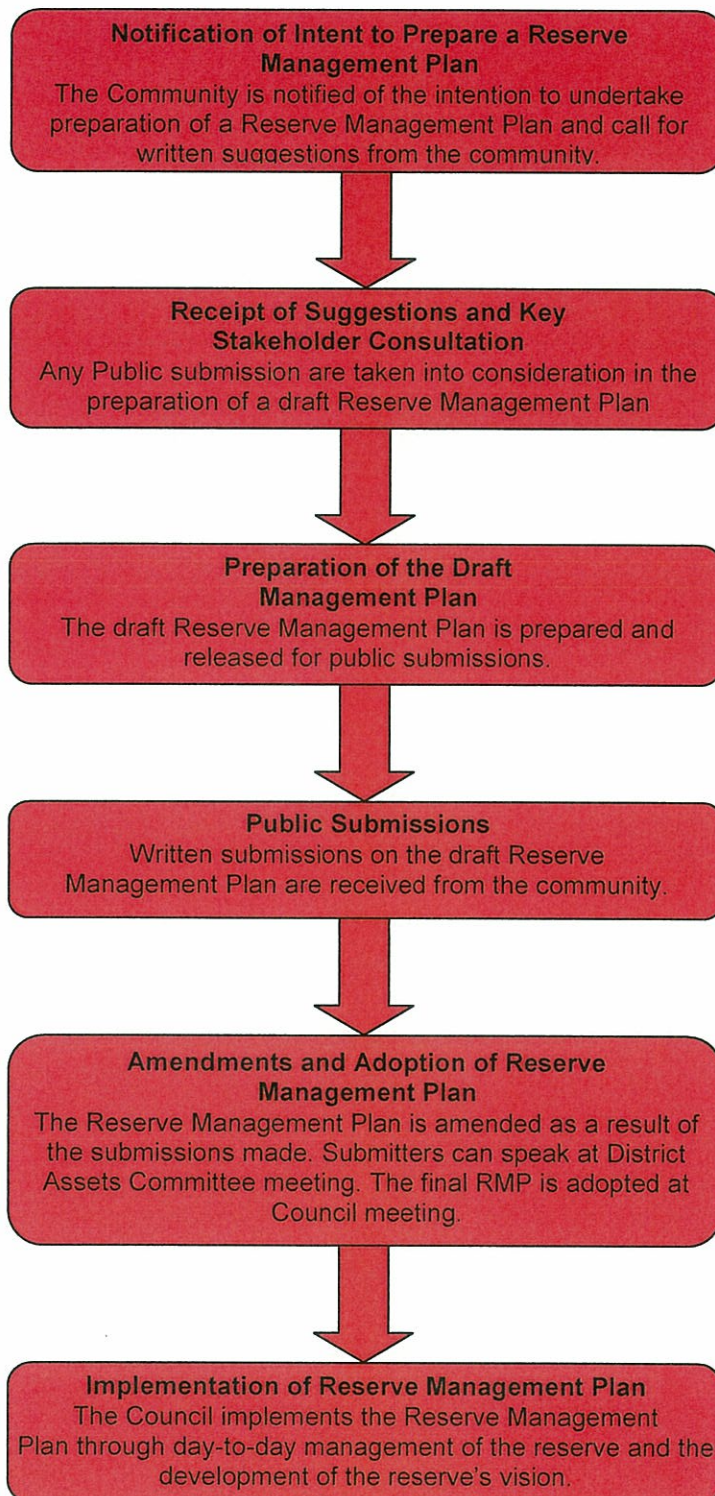 Notification of Intent to Prepare a Reserve
Management Plan
The Community is notified of the intention to undertake
preparation of a Reserve Management Plan and call for
written suggestions from the community.
Receipt of Suggestions and Key
Stakeholder Consultation
Any Public submission are taken into consideration in the
preparation of a draft Reserve Management Plan
Preparation of the Draft
Management Plan
The draft Reserve Management Plan is prepared and
released for public submissions.
Public Submissions
Written submissions on the draft Reserve
Management Plan are received from the community.
Amendments and Adoption of Reserve
Management Plan
The Reserve Management Plan is amended as a result of
the submissions made. Submitters can speak at District
Assets Committee meeting. The final RMP is adopted at
Council meeting.
Implementation of Reserve Management Plan
The Council implements the Reserve Management
Plan through day-to-day management of the reserve and the
development of the reserve's vision.